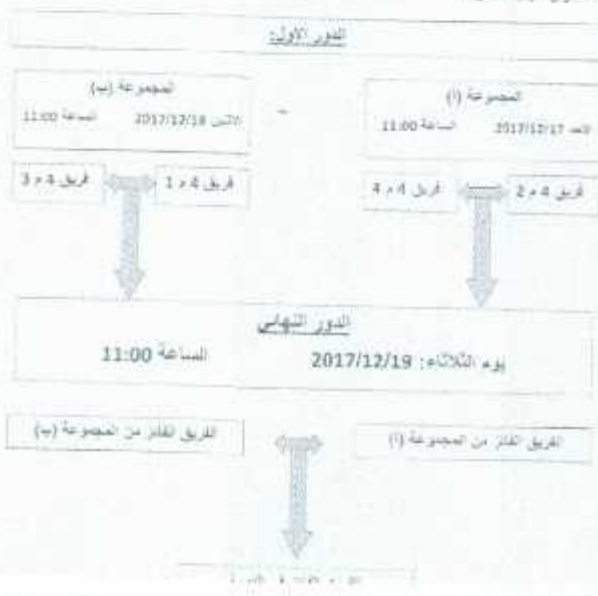 الدور الأول:
المجموعة (أ)
الاحد 2017/12/17 الساعة 11:00
المجموعة (ب)
الاثنين 2017/12/18 الساعة 11:00
فريق 4 م 2
فريق 4 م 4
فريق 4 م 1
فريق 4 م 3
الدور النهائي
يوم الثلاثاء: 2017/12/19 الساعة 11:00
الفريق الفائز من المجموعة (أ)
الفريق الفائز من المجموعة (ب)